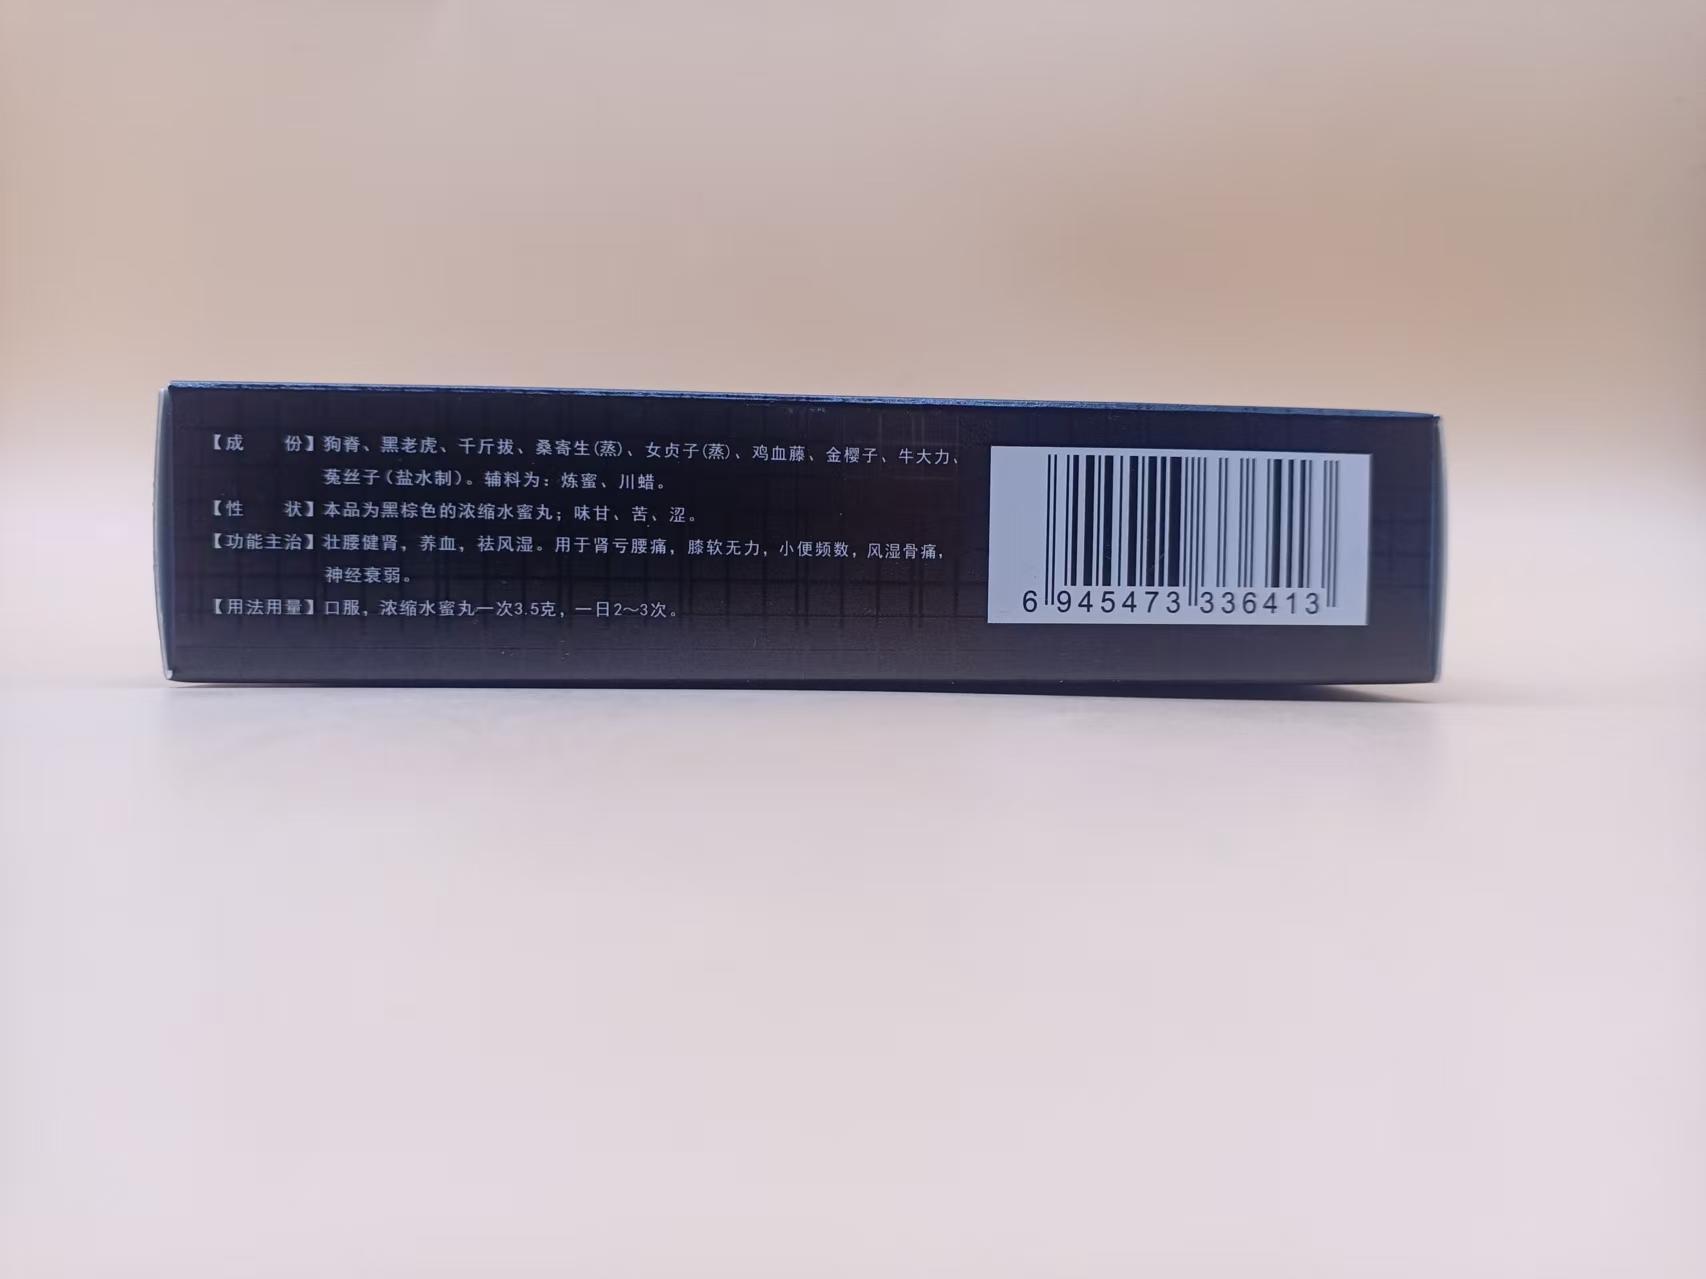 【成　　份】狗脊、黑老虎、千斤拔、桑寄生(蒸)、女贞子(蒸)、鸡血藤、金樱子、牛大力、
菟丝子(盐水制)。辅料为：炼蜜、川蜡。
【性　　状】本品为黑棕色的浓缩水蜜丸；味甘、苦、涩。
【功能主治】壮腰健肾，养血，祛风湿。用于肾亏腰痛，膝软无力，小便频数，风湿骨痛，
神经衰弱。
【用法用量】口服，浓缩水蜜丸一次3.5克，一日2～3次。
6 945473 336413